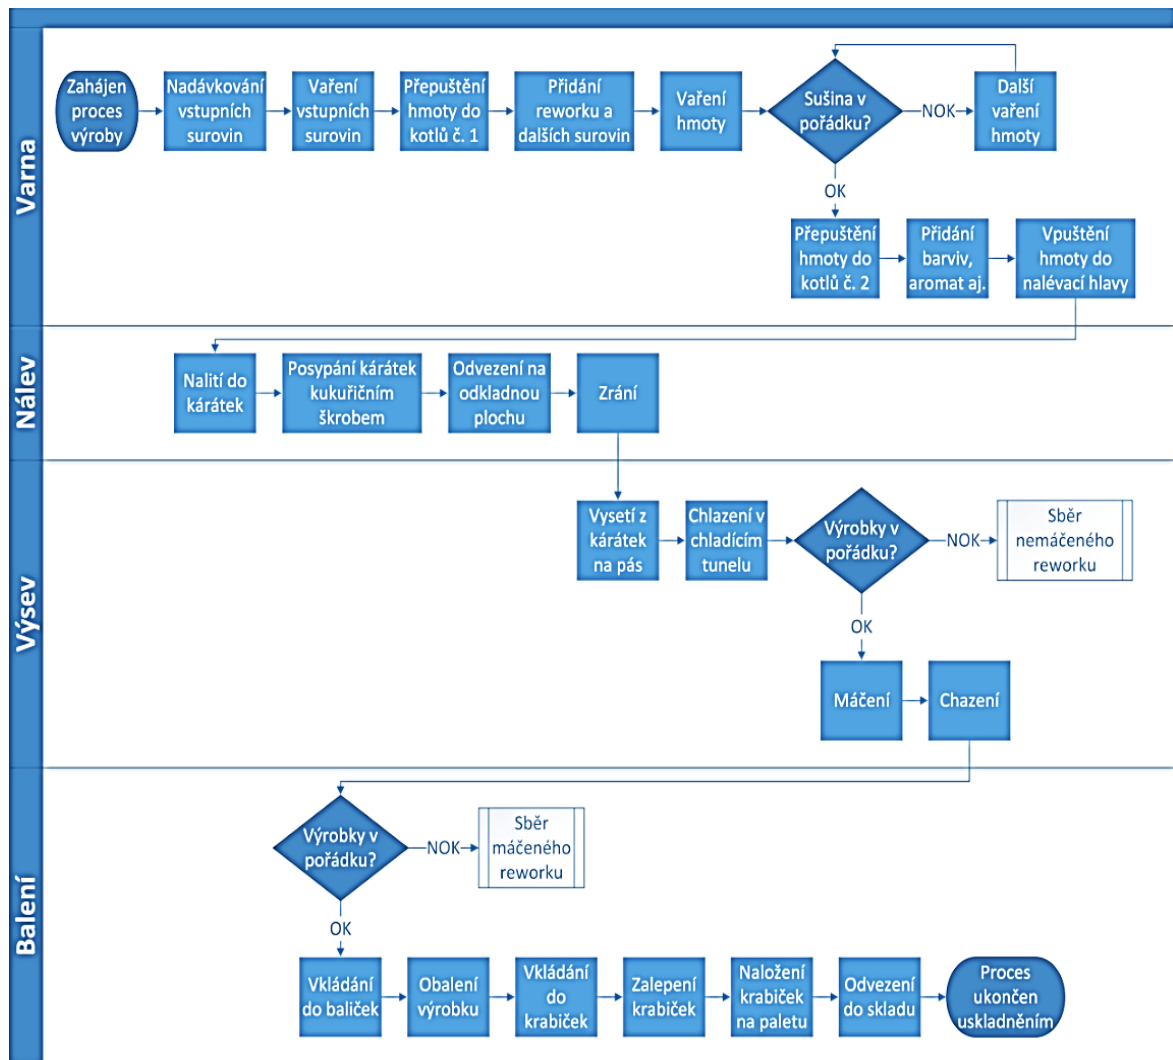 Varna
Zahájen
proces
výroby
Nadávkování
vstupních
surovin
Vaření
vstupních
surovin
Přepuštění
hmoty do
kotlů č. 1
Přidání
reworku a
dalších surovin
Vaření
hmoty
Sušina v
pořádku?
NOK
Další
vaření
hmoty
OK
Přepuštění
hmoty do
kotlů č. 2
Přidání
barviv,
aromat aj.
Vpuštění
hmoty do
nalévací hlavy
Nálev
Nalití do
kárátek
Posypání kárátek
kukuřičním
škrobem
Odvezení na
odkladnou
plochu
Zrání
Výsev
Vysetí z
kárátek
na pás
Chlazení v
chladícím
tunelu
Výrobky v
pořádku?
NOK
Sběr
nemáčeného
reworku
OK
Máčení
Chazení
Balení
Výrobky v
pořádku?
NOK
Sběr
máčeného
reworku
OK
Vkládání
do baliček
Obalení
výrobku
Vkládání
do
krabiček
Zalepení
krabiček
Naložení
krabiček
na paletu
Odvezení
do skladu
Proces
ukončen
uskladněním